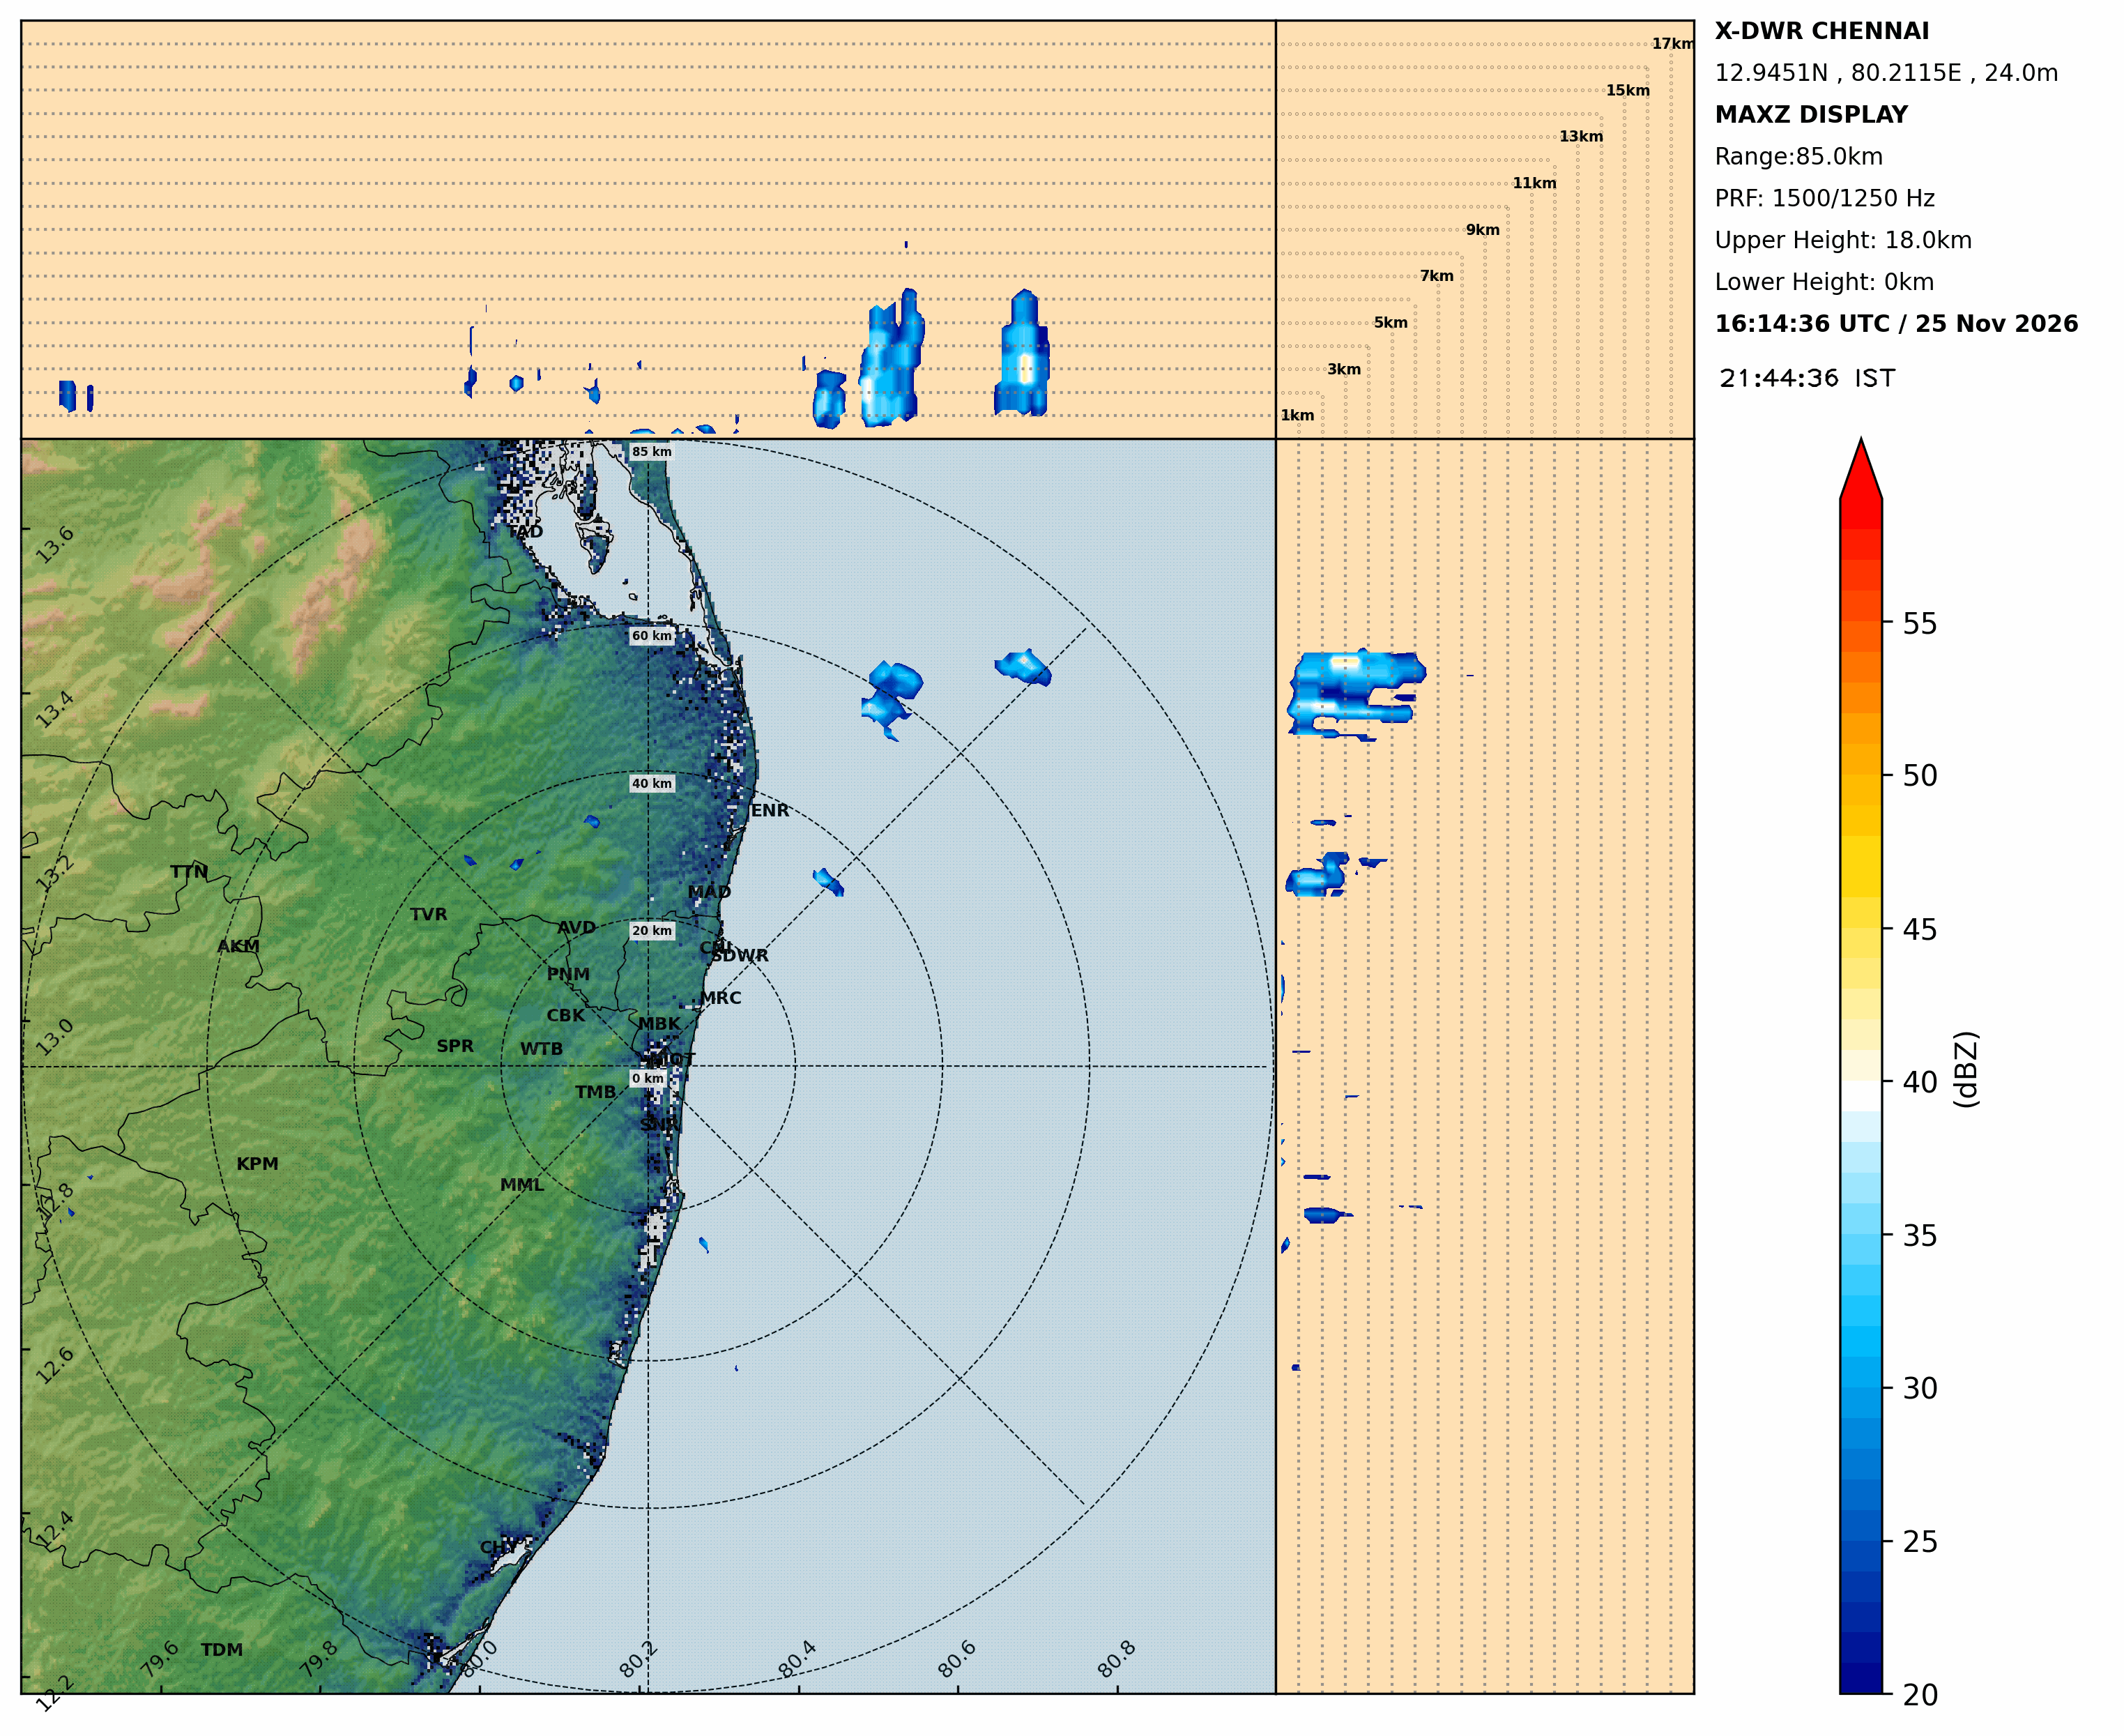 X-DWR CHENNAI
12.9451N , 80.2115E , 24.0m
MAXZ DISPLAY
Range:85.0km
PRF: 1500/1250 Hz
Upper Height: 18.0km
Lower Height: 0km
16:14:36 UTC / 25 Nov 2026
21:44:36 IST
17km
15km
13km
11km
9km
7km
5km
3km
1km
85 km
TAD
13.6
60 km
13.4
40 km
ENR
13.2
TTN
MAD
TVR
AVD
20 km
AKM
CNI
SDWR
PNM
MRC
CBK
MBK
13.0
SPR
WTB
MOT
0 km
TMB
SNR
KPM
MML
12.8
12.6
12.4
CHY
TDM
12.2
79.6
79.8
80.0
80.2
80.4
80.6
80.8
55
50
45
40
35
30
25
20
(dBZ)